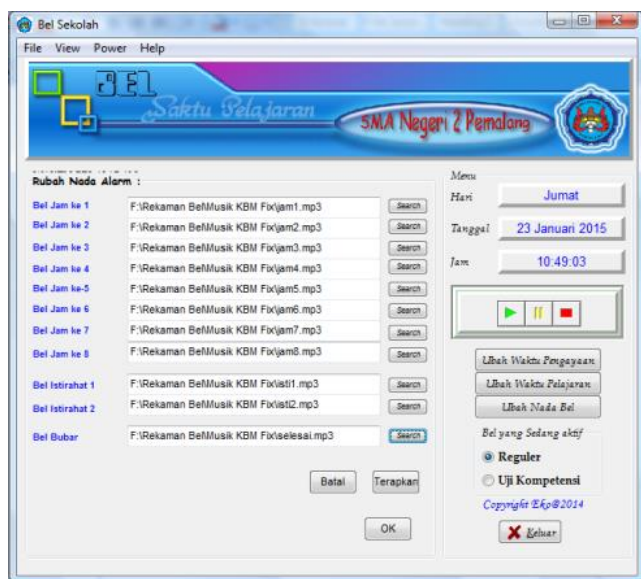 Bel Sekolah
File View Power Help
BEL
Saktu Pelajaran
SMA Negeri 2 Pemalang
Rubah Nada Alarm :
Bel Jam ke 1 F:\Rekaman Bel\Musik KBM Fix\jam1.mp3 Search
Bel Jam ke 2 F:\Rekaman Bel\Musik KBM Fix\jam2.mp3 Search
Bel Jam ke 3 F:\Rekaman Bel\Musik KBM Fix\jam3.mp3 Search
Bel Jam ke 4 F:\Rekaman Bel\Musik KBM Fix\jam4.mp3 Search
Bel Jam ke-5 F:\Rekaman Bel\Musik KBM Fix\jam5.mp3 Search
Bel Jam ke 6 F:\Rekaman Bel\Musik KBM Fix\jam6.mp3 Search
Bel Jam ke 7 F:\Rekaman Bel\Musik KBM Fix\jam7.mp3 Search
Bel Jam ke 8 F:\Rekaman Bel\Musik KBM Fix\jam8.mp3 Search
Bel Istirahat 1 F:\Rekaman Bel\Musik KBM Fix\isti1.mp3 Search
Bel Istirahat 2 F:\Rekaman Bel\Musik KBM Fix\isti2.mp3 Search
Bel Bubar F:\Rekaman Bel\Musik KBM Fix\selesai.mp3 Search
Batal Terapkan
OK
Menu
Hari Jumat
Tanggal 23 Januari 2015
Jam 10:49:03
Ubah Waktu Pengayaan
Ubah Waktu Pelajaran
Ubah Nada Bel
Bel yang Sedang aktif
Reguler
Uji Kompetensi
Copyright Eko@2014
Keluar